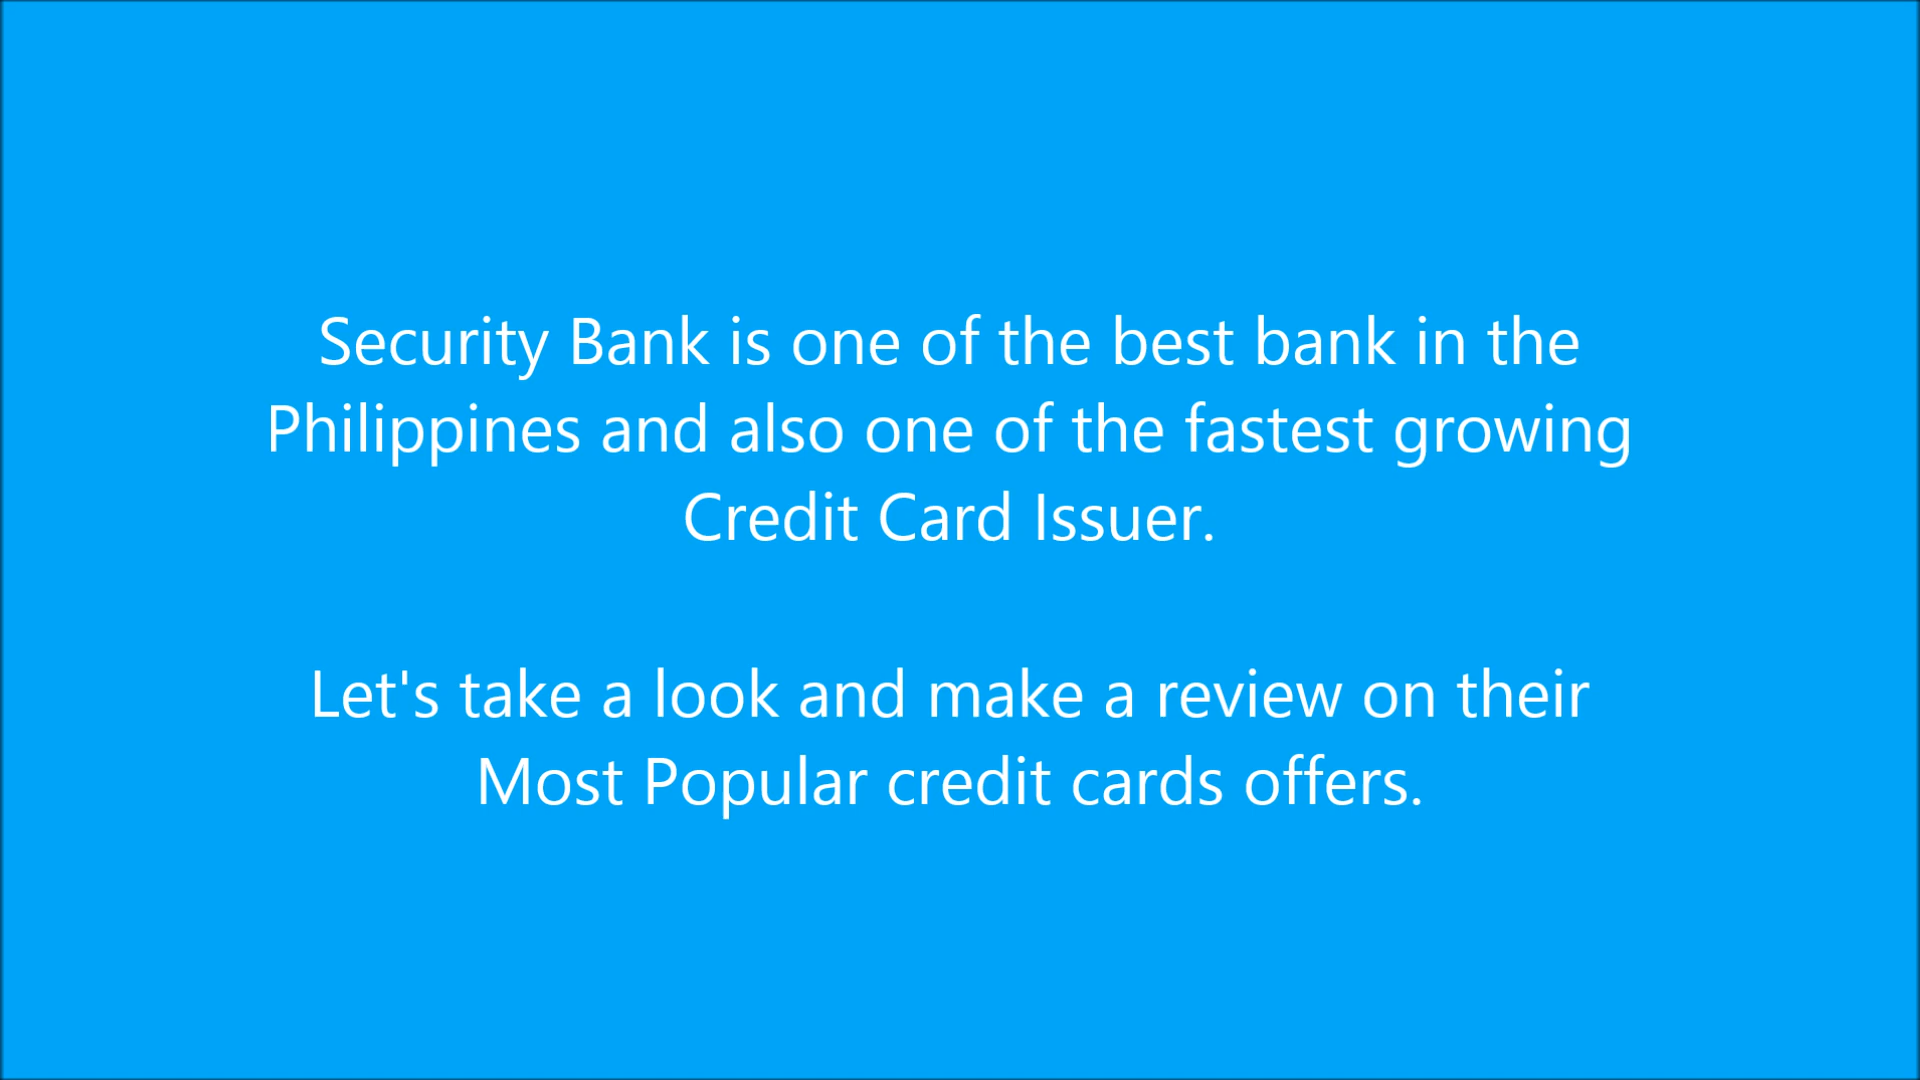 Security Bank is one of the best bank in the
Philippines and also one of the fastest growing
Credit Card Issuer.
Let's take a look and make a review on their
Most Popular credit cards offers.